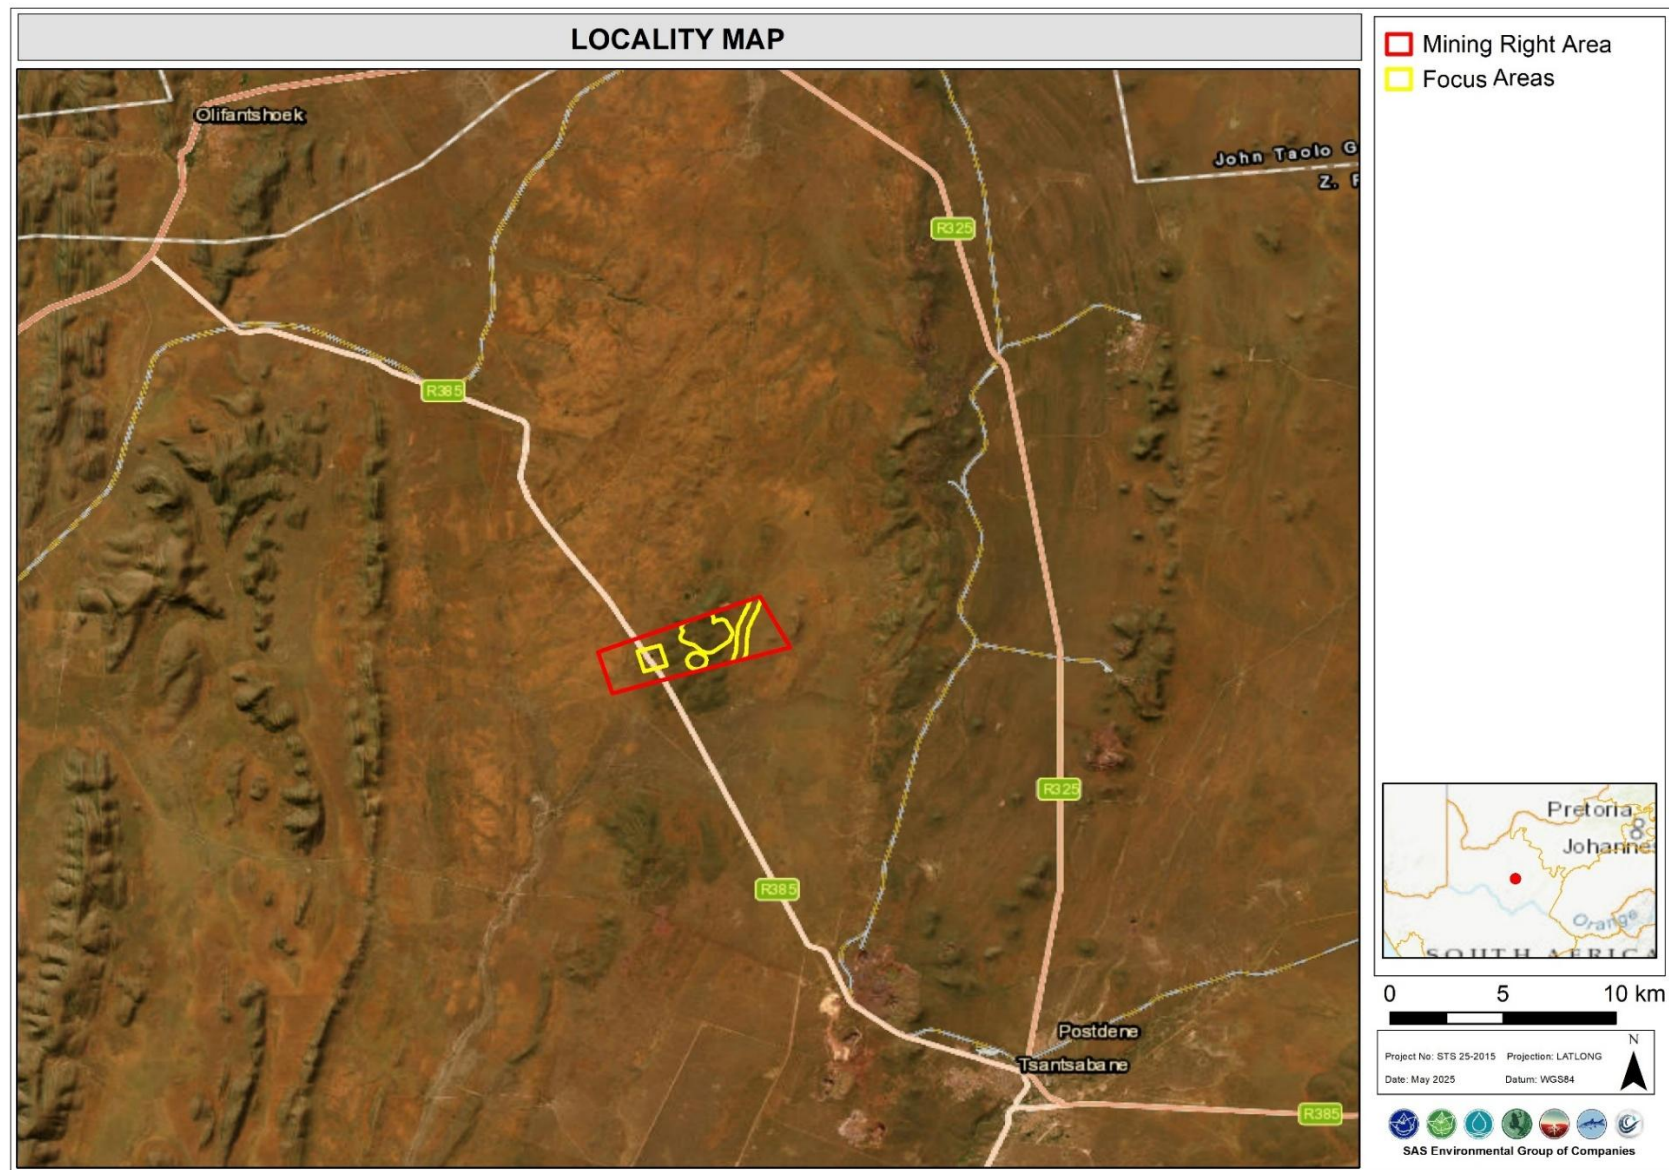 LOCALITY MAP
Mining Right Area
Focus Areas
Olifantshoek
John Taolo G
Z. F
R325
R385
R325
R385
Postdene
Tsantsabane
R385
Pretoria
Johannes
Orange
SOUTH AFRICA
0 5 10 km
N
Project No: STS 25-2015 Projection: LATLONG
Date: May 2025 Datum: WGS84
SAS Environmental Group of Companies